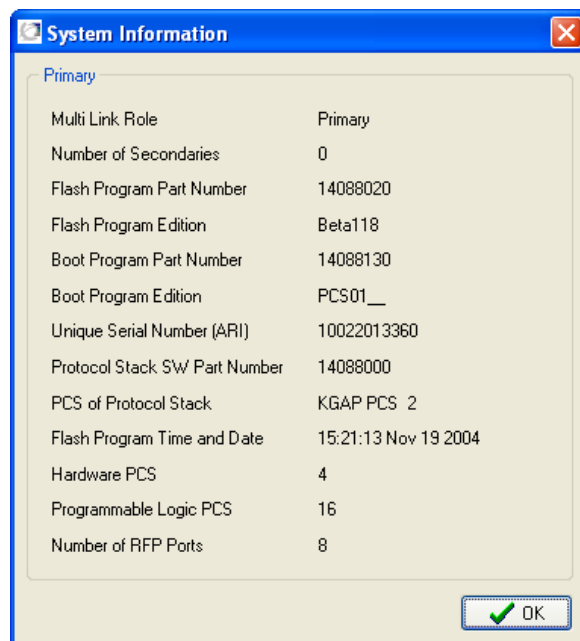 System Information
Primary
Multi Link Role Primary
Number of Secondaries 0
Flash Program Part Number 14088020
Flash Program Edition Beta118
Boot Program Part Number 14088130
Boot Program Edition PCS01__
Unique Serial Number (ARI) 10022013360
Protocol Stack SW Part Number 14088000
PCS of Protocol Stack KGAP PCS  2
Flash Program Time and Date 15:21:13 Nov 19 2004
Hardware PCS 4
Programmable Logic PCS 16
Number of RFP Ports 8
OK